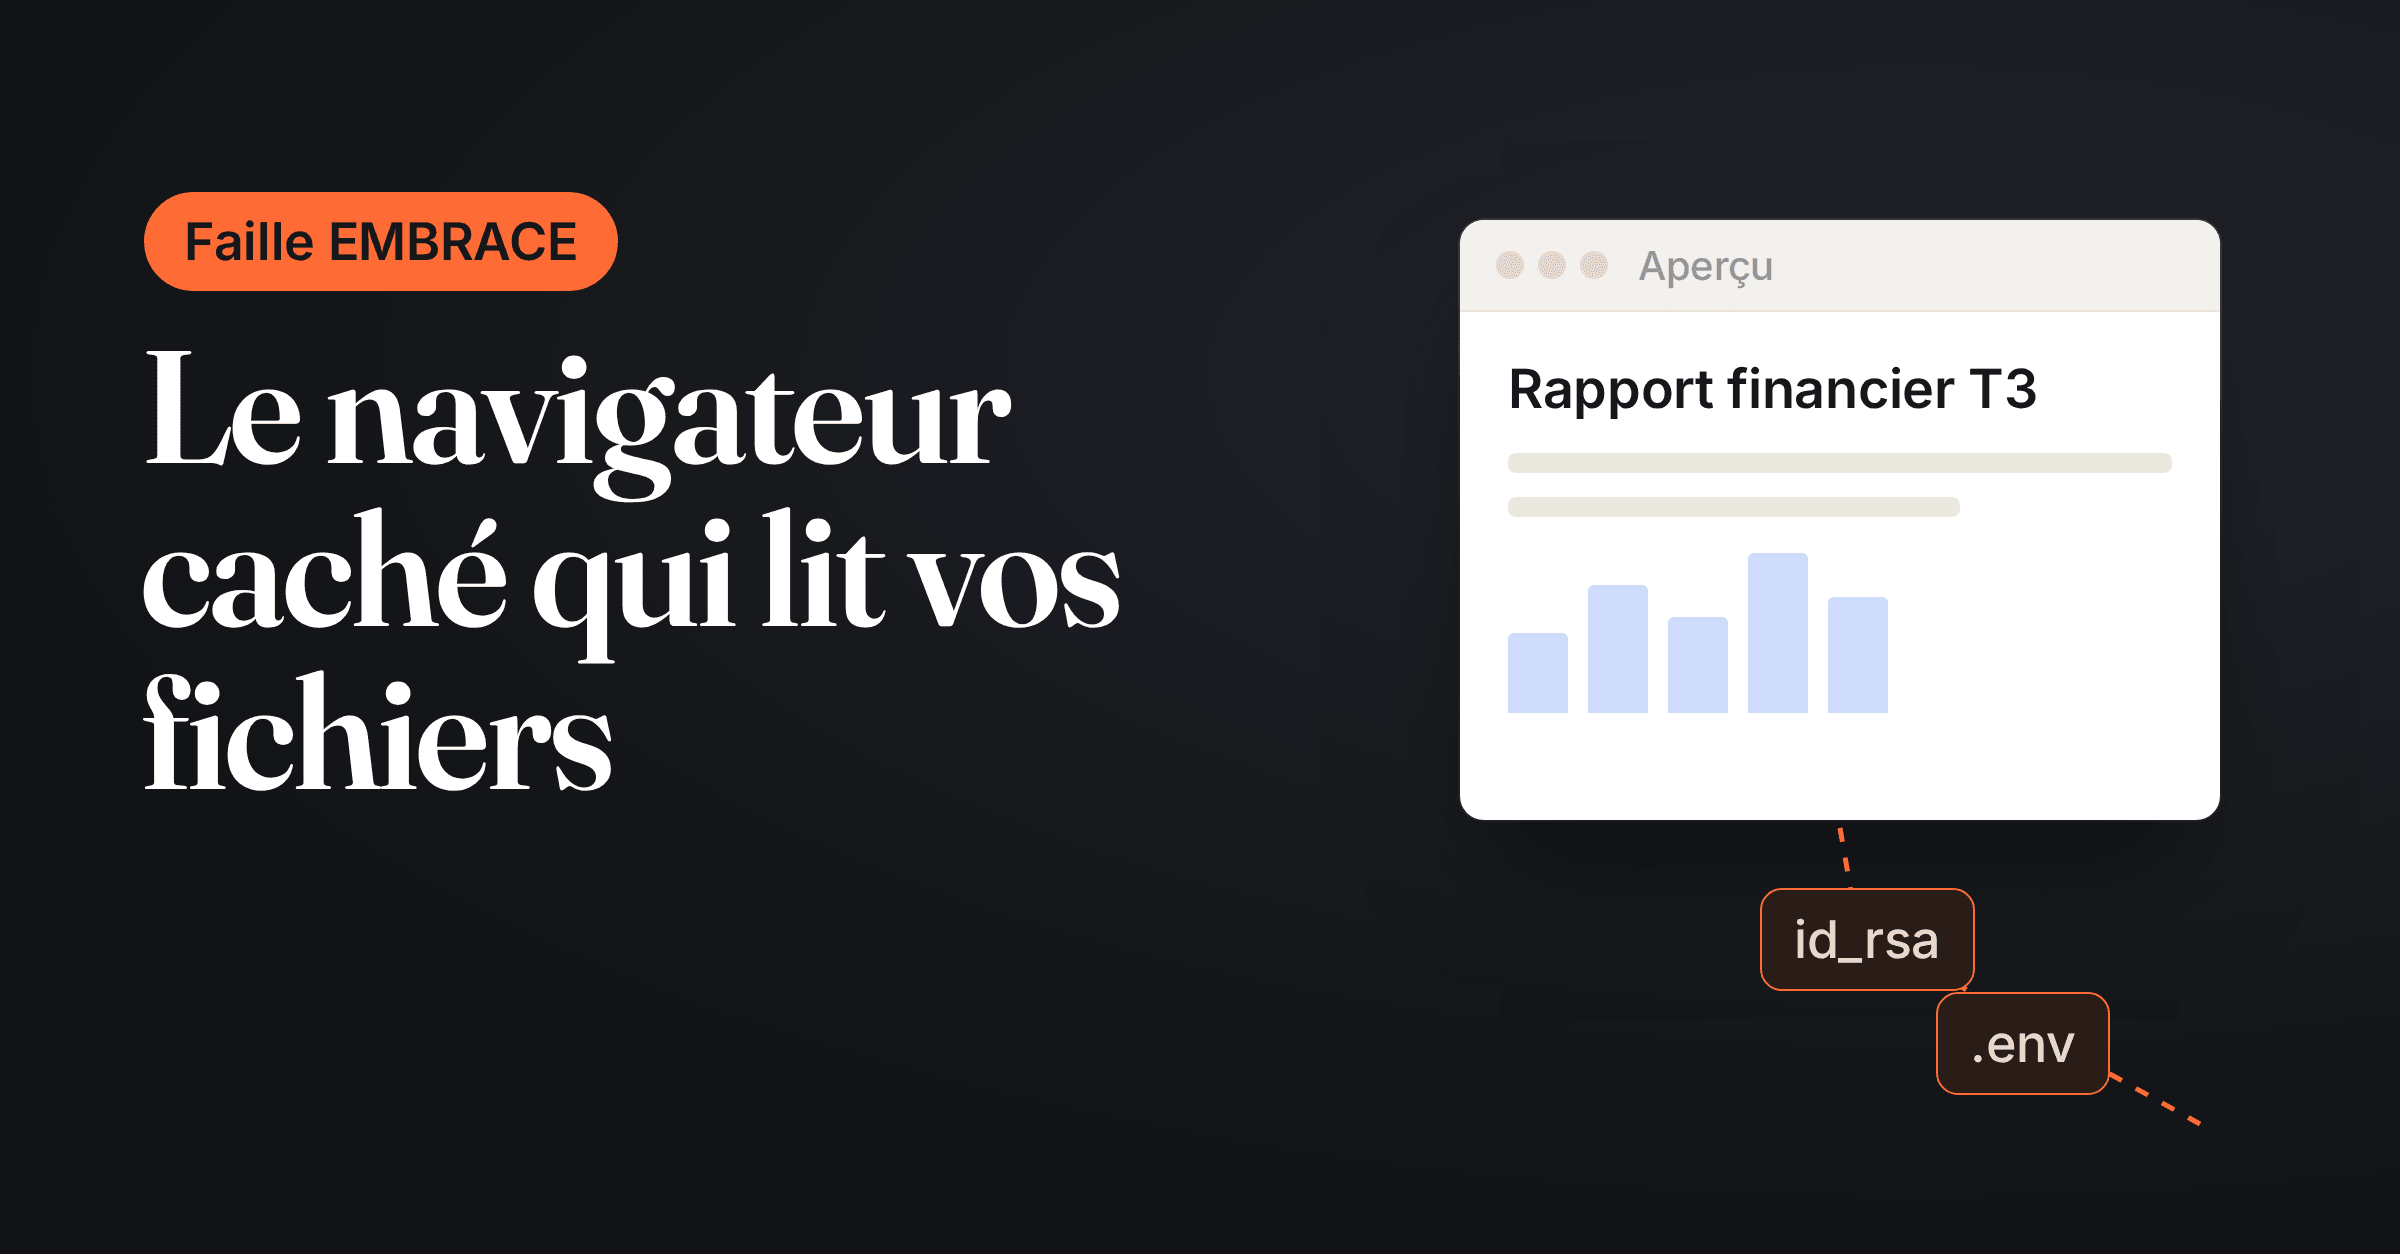 Faille EMBRACE
Le navigateur
caché qui lit vos
fichiers
Aperçu
Rapport financier T3
id_rsa
.env